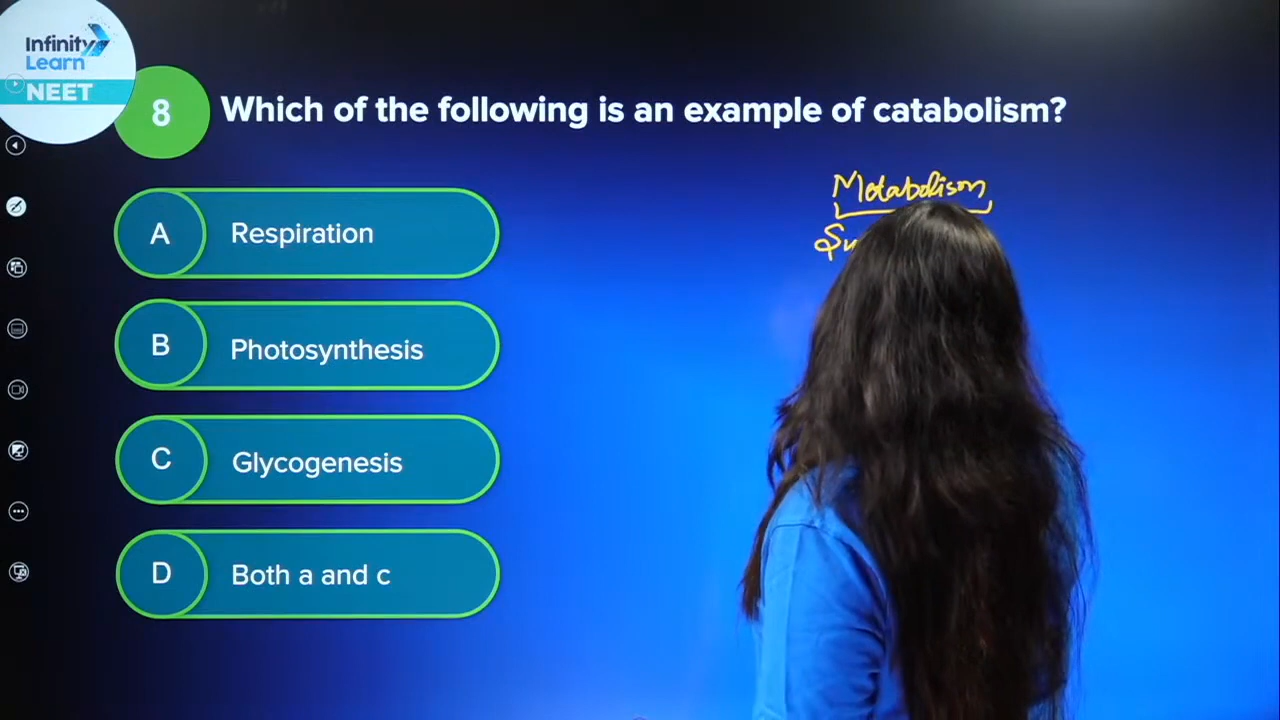 Infinity
Learn
NEET
8
Which of the following is an example of catabolism?
Metabolism
A
Respiration
B
Photosynthesis
C
Glycogenesis
D
Both a and c